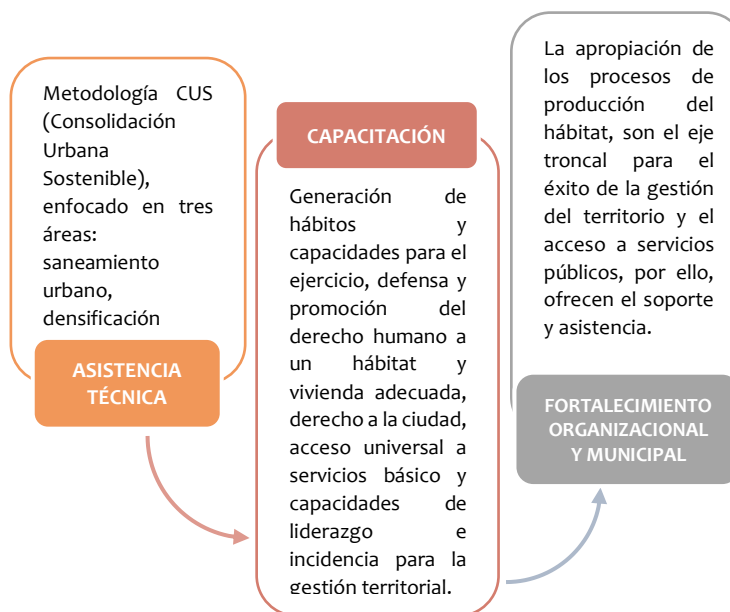 Metodología CUS
(Consolidación
Urbana
Sostenible),
enfocado en tres
áreas:
saneamiento
urbano,
densificación
ASISTENCIA
TÉCNICA
CAPACITACIÓN
Generación de
hábitos y
capacidades para el
ejercicio, defensa y
promoción del
derecho humano a
un hábitat y
vivienda adecuada,
derecho a la ciudad,
acceso universal a
servicios básico y
capacidades de
liderazgo e
incidencia para la
gestión territorial.
La apropiación de
los procesos de
producción del
hábitat, son el eje
troncal para el
éxito de la gestión
del territorio y el
acceso a servicios
públicos, por ello,
ofrecen el soporte
y asistencia.
FORTALECIMIENTO
ORGANIZACIONAL
Y MUNICIPAL